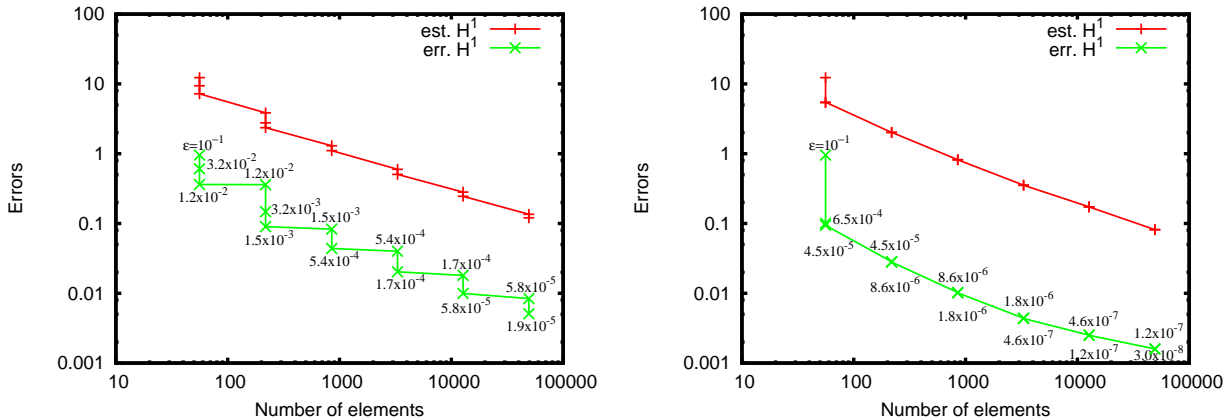 100
10
1
0.1
0.01
0.001
10
100
1000
10000
100000
Errors
Number of elements
est. H¹
err. H¹
ε=10⁻¹
3.2x10⁻²
1.2x10⁻²
1.2x10⁻²
3.2x10⁻³
1.5x10⁻³
1.5x10⁻³
5.4x10⁻⁴
5.4x10⁻⁴
1.7x10⁻⁴
1.7x10⁻⁴
5.8x10⁻⁵
5.8x10⁻⁵
1.9x10⁻⁵
100
10
1
0.1
0.01
0.001
10
100
1000
10000
100000
Errors
Number of elements
est. H¹
err. H¹
ε=10⁻¹
6.5x10⁻⁴
4.5x10⁻⁵
4.5x10⁻⁵
8.6x10⁻⁶
8.6x10⁻⁶
1.8x10⁻⁶
1.8x10⁻⁶
4.6x10⁻⁷
4.6x10⁻⁷
1.2x10⁻⁷
1.2x10⁻⁷
3.0x10⁻⁸